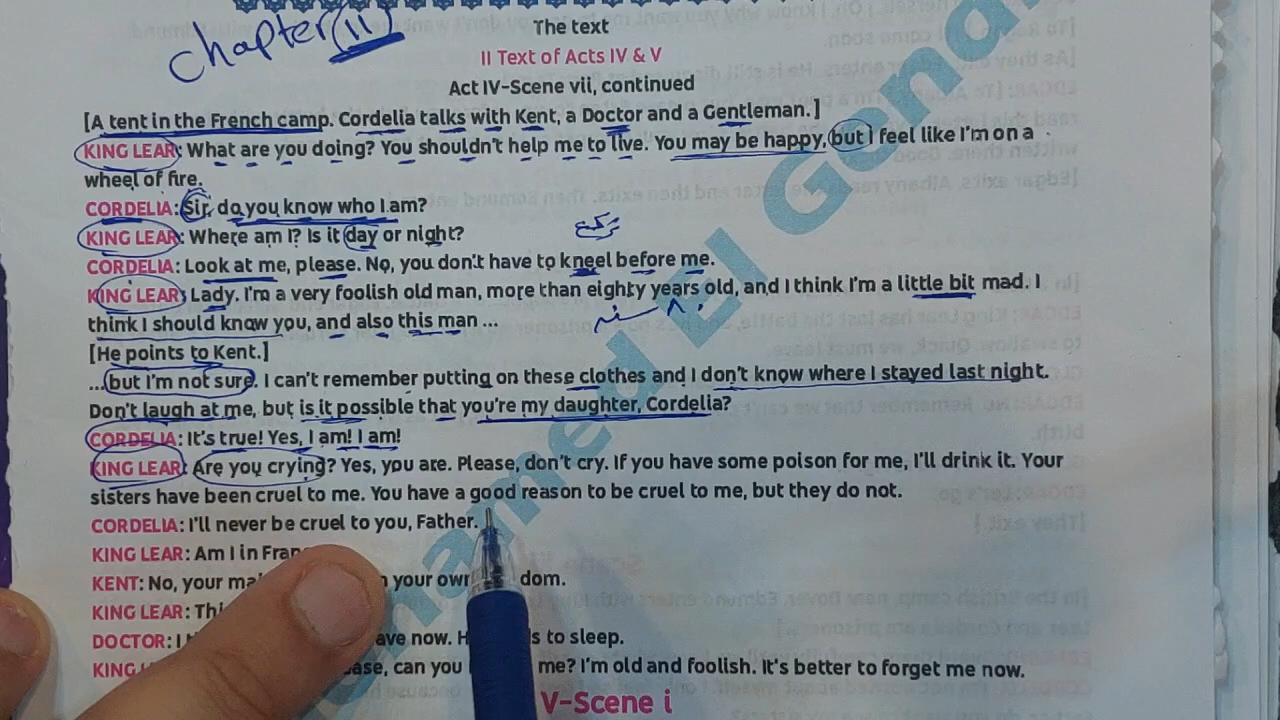 chapter 11
The text
II Text of Acts IV & V
Act IV-Scene vii, continued
[A tent in the French camp. Cordelia talks with Kent, a Doctor and a Gentleman. ]
KING LEAR: What are you doing? You shouldn't help me to live. You may be happy, but I feel like I'm on a
wheel of fire.
CORDELIA: Sir, do you know who I am?
KING LEAR: Where am I? Is it day or night?
CORDELIA: Look at me, please. No, you don't have to kneel before me.
KING LEAR: Lady. I'm a very foolish old man, more than eighty years old, and I think I'm a little bit mad. I
think I should know you, and also this man ...
[He points to Kent.]
...but I'm not sure. I can't remember putting on these clothes and I don't know where I stayed last night.
Don't laugh at me, but is it possible that you're my daughter, Cordelia?
CORDELIA: It's true! Yes, I am! I am!
KING LEAR: Are you crying? Yes, you are. Please, don't cry. If you have some poison for me, I'll drink it. Your
sisters have been cruel to me. You have a good reason to be cruel to me, but they do not.
CORDELIA: I'll never be cruel to you, Father.
KING LEAR: Am I in
KENT: No, your your own dom.
KING LEAR:
DOCTOR: now. to sleep.
can you me? I'm old and foolish. It's better to forget me now.
V-Scene i
Mohamed El Gendi